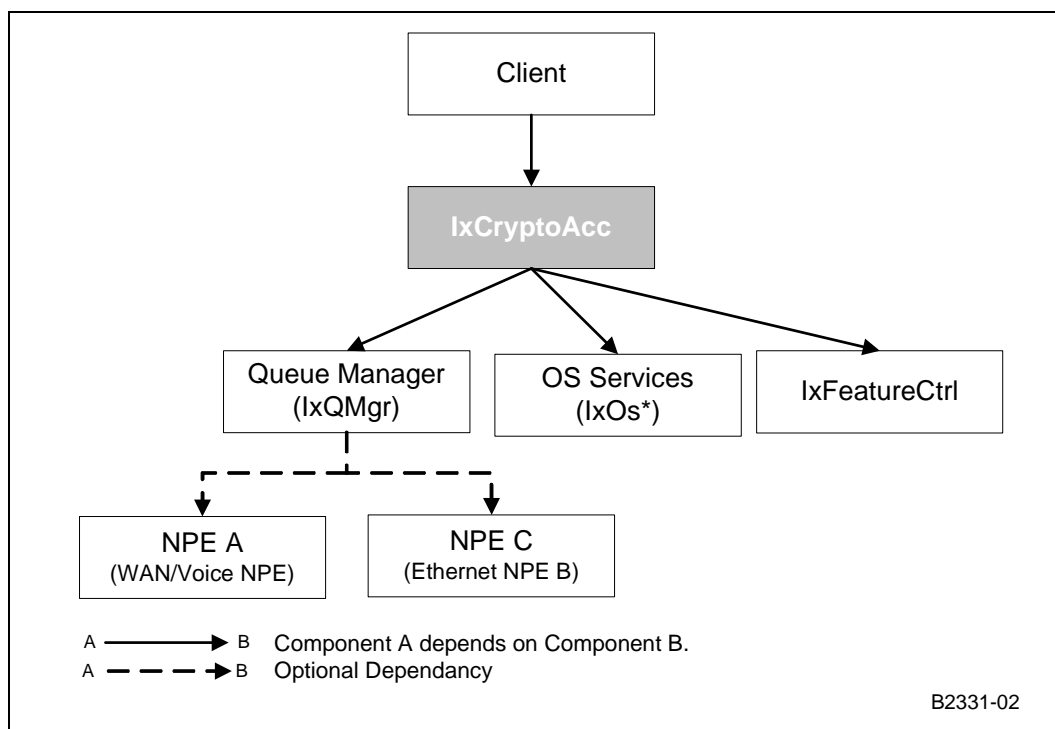 Client
IxCryptoAcc
Queue Manager
(IxQMgr)
OS Services
(IxOs*)
IxFeatureCtrl
NPE A
(WAN/Voice NPE)
NPE C
(Ethernet NPE B)
A B Component A depends on Component B.
A B Optional Dependancy
B2331-02